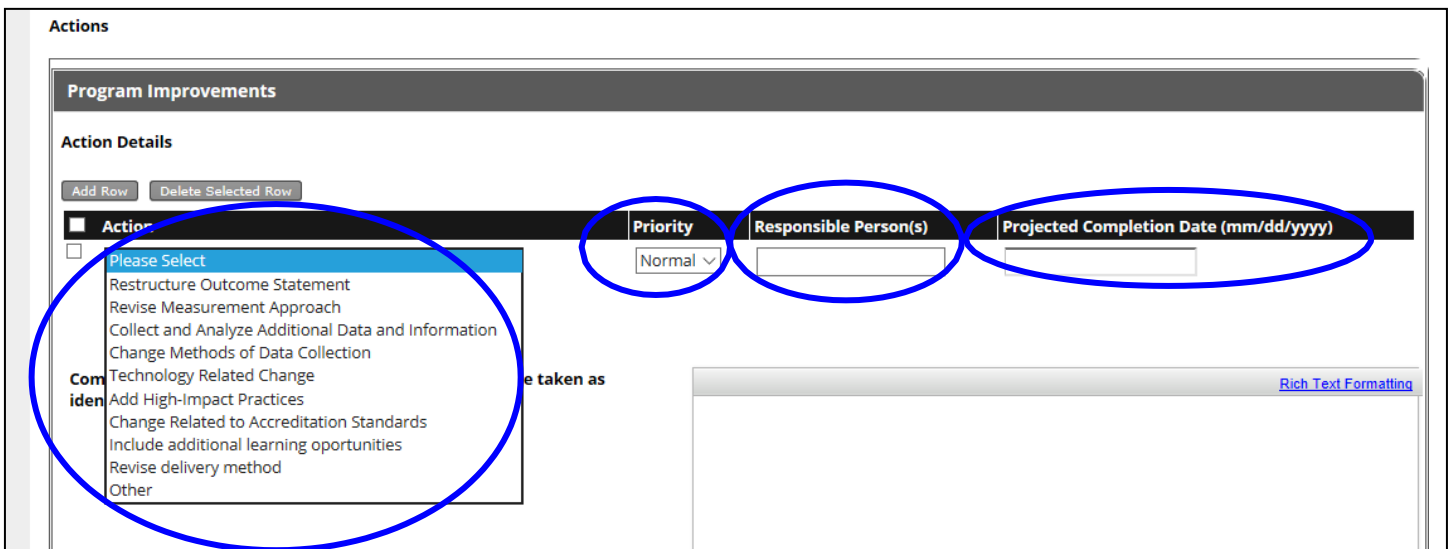 Actions
Program Improvements
Action Details
Add Row Delete Selected Row
Action Priority Responsible Person(s) Projected Completion Date (mm/dd/yyyy)
Please Select Normal
Restructure Outcome Statement
Revise Measurement Approach
Collect and Analyze Additional Data and Information
Change Methods of Data Collection
Technology Related Change
Add High-Impact Practices
Change Related to Accreditation Standards
Include additional learning oportunities
Revise delivery method
Other
Com e taken as
iden
Rich Text Formatting